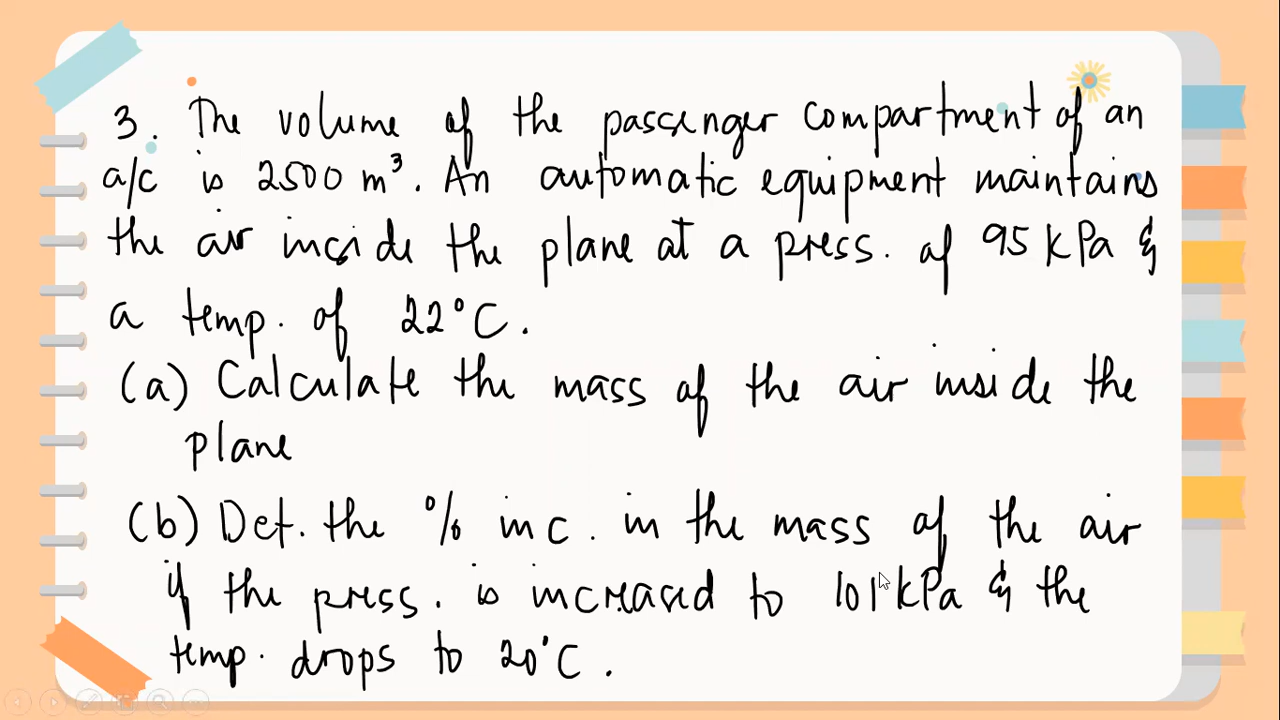 3. The volume of the passenger compartment of an
a/c is 2500 m³. An automatic equipment maintains
the air inside the plane at a press. of 95 kPa &
a temp. of 22°C.
(a) Calculate the mass of the air inside the
plane
(b) Det. the % inc. in the mass of the air
if the press. is increased to 101 kPa & the
temp. drops to 20°C.